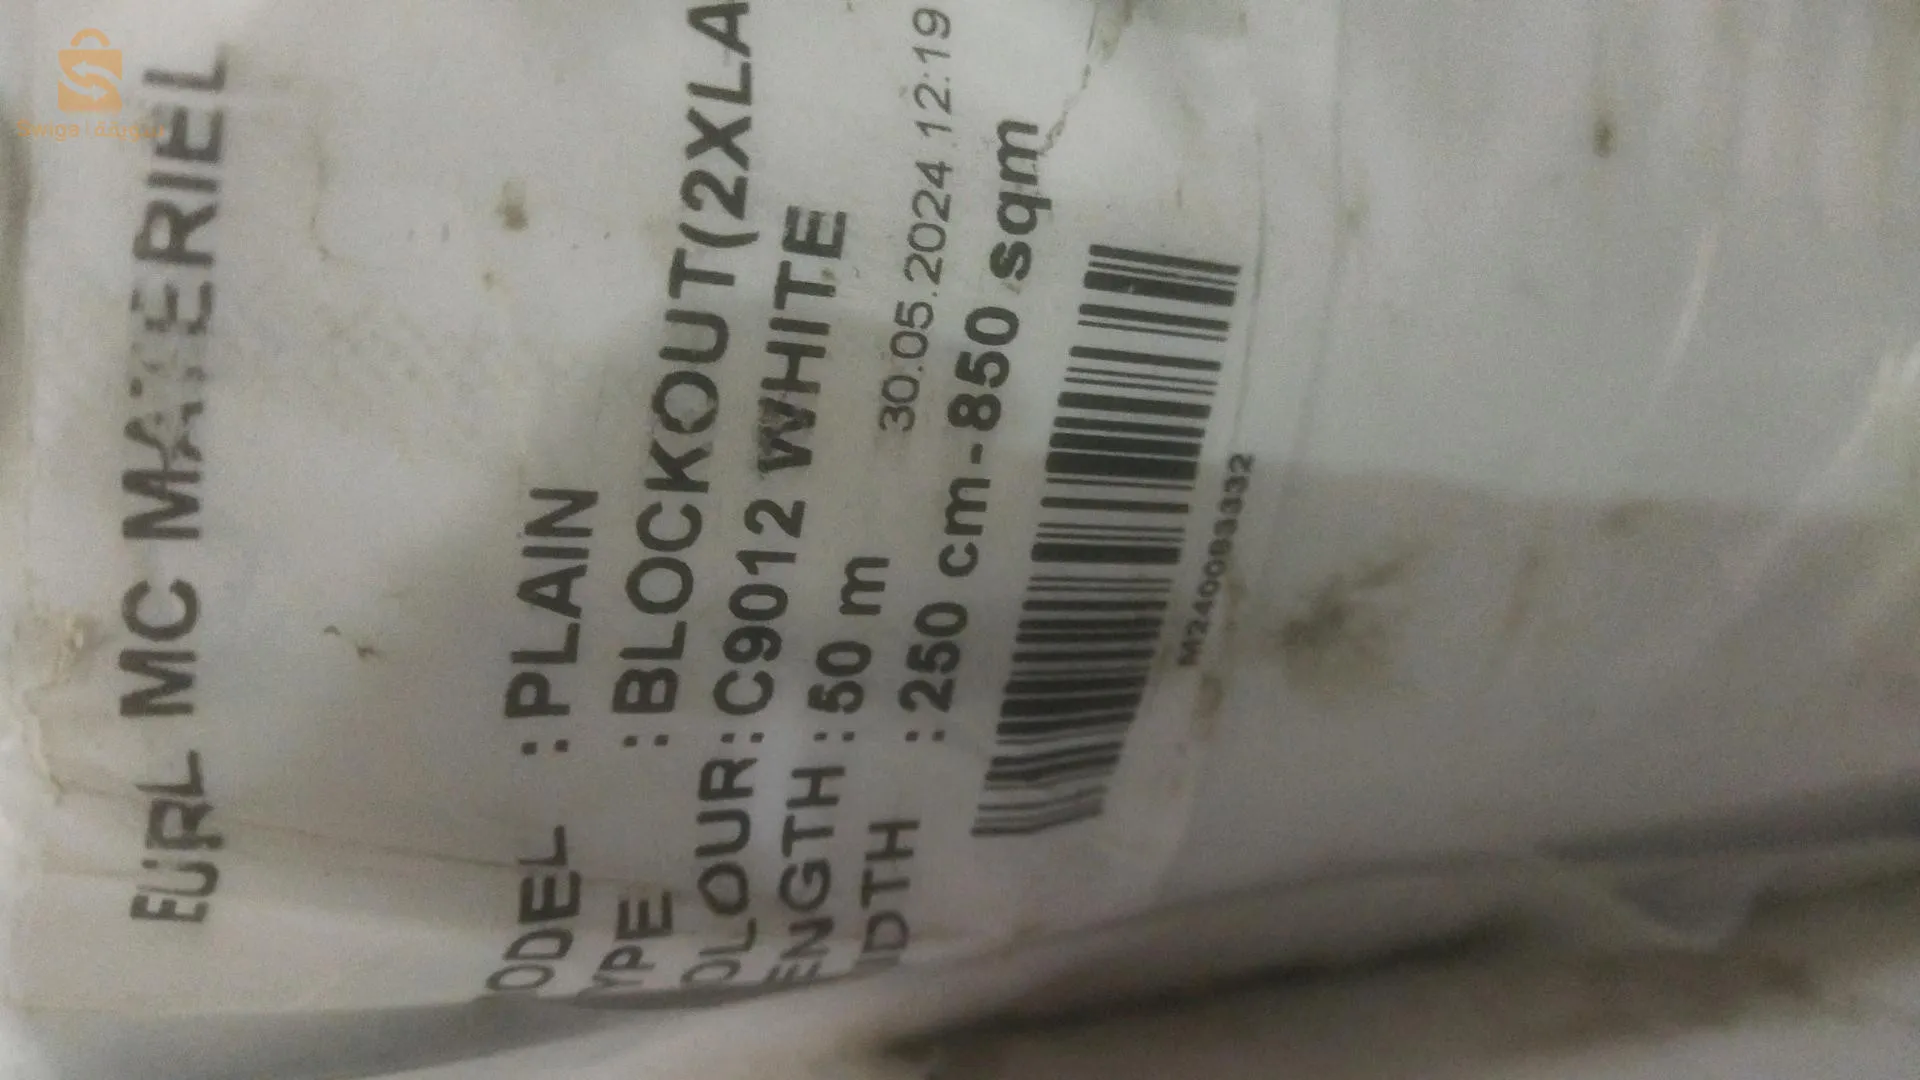 EURL MC MATERIEL
ODEL : PLAIN
YPE : BLOCKOUT(2XLA
OLOUR: C9012 WHITE
ENGTH : 50 m
30.05.2024 12:19
IDTH : 250 cm-850 sqm